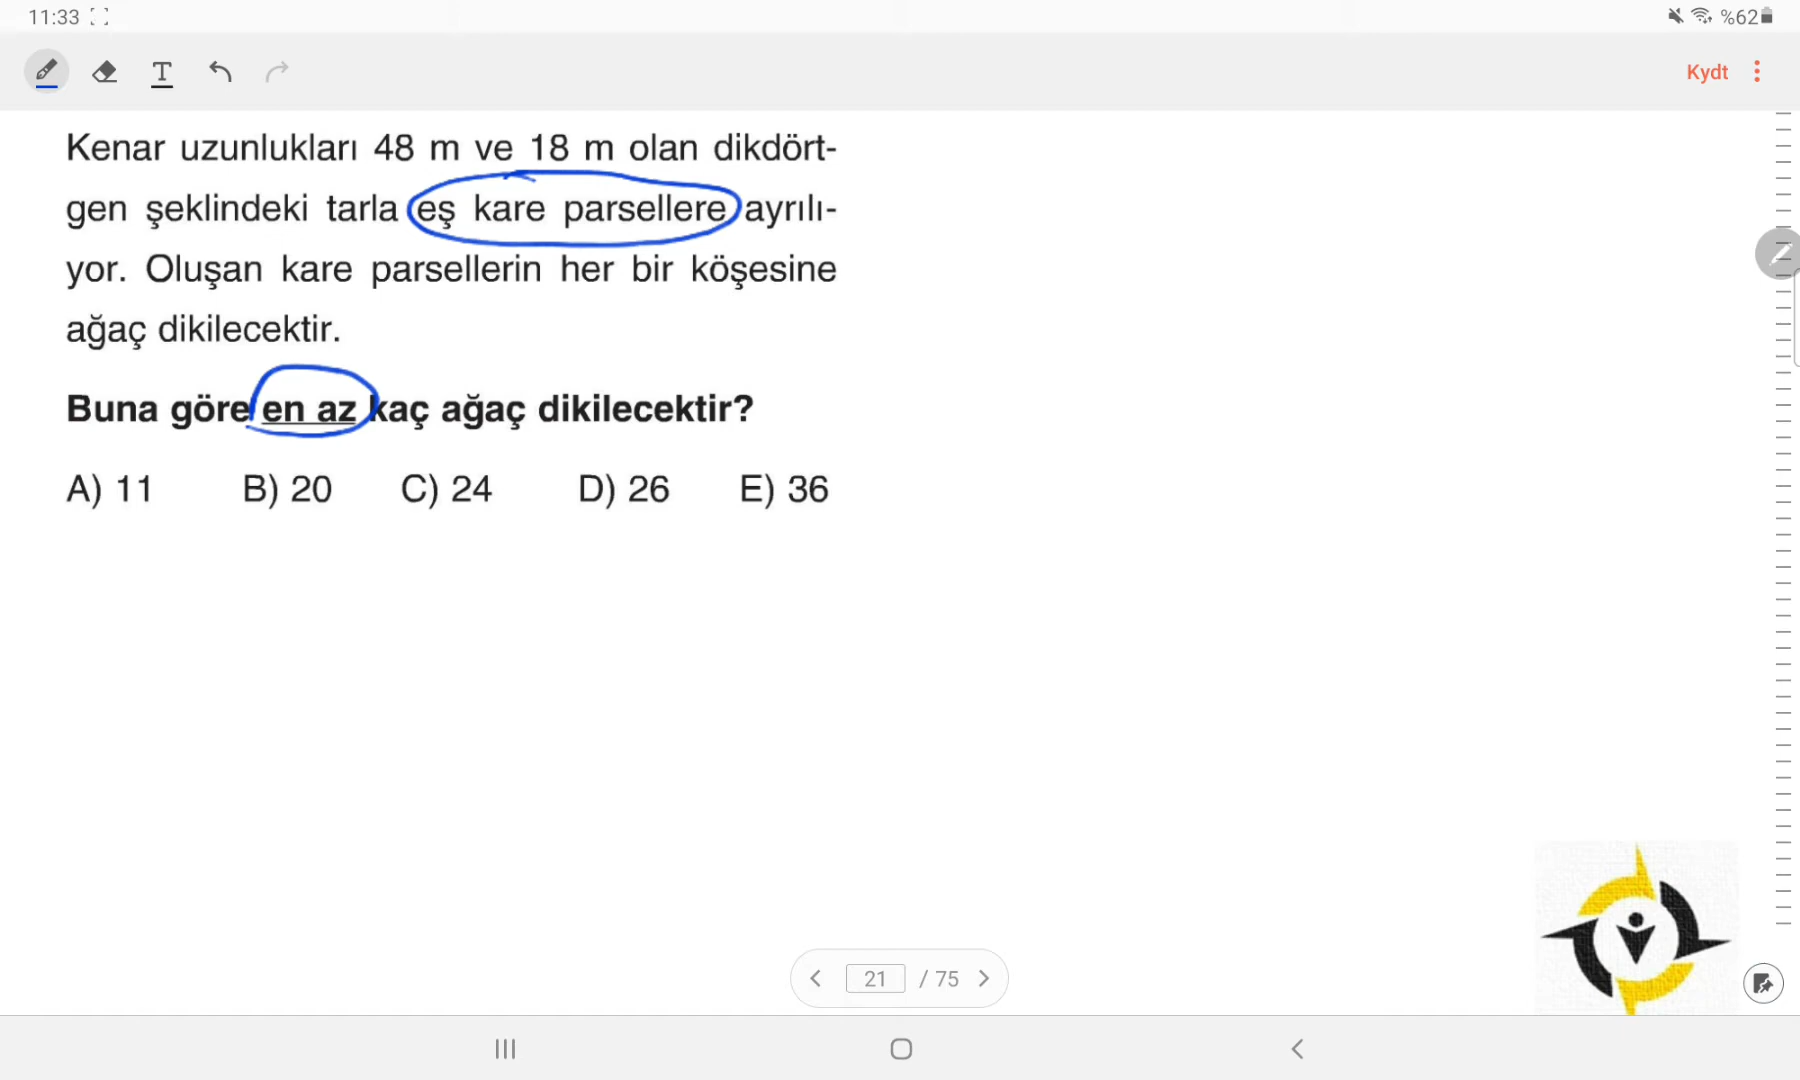 11:33
%62
T
Kydt
Kenar uzunlukları 48 m ve 18 m olan dikdört-
gen şeklindeki tarla eş kare parsellere ayrılı-
yor. Oluşan kare parsellerin her bir köşesine
ağaç dikilecektir.
Buna göre en az kaç ağaç dikilecektir?
A) 11 B) 20 C) 24 D) 26 E) 36
21 / 75